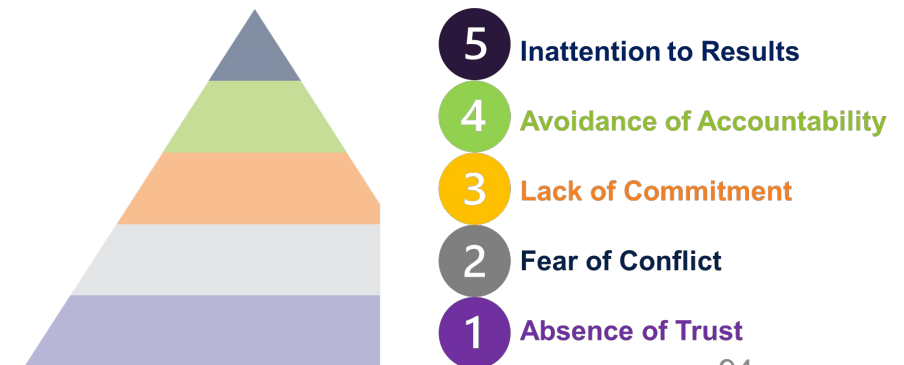 5 Inattention to Results
4 Avoidance of Accountability
3 Lack of Commitment
2 Fear of Conflict
1 Absence of Trust